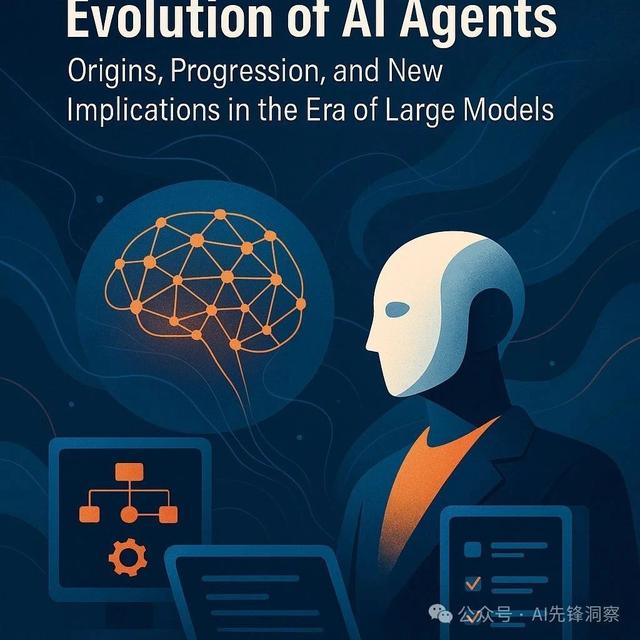 Evolution of AI Agents
Origins, Progression, and New
Implications in the Era of Large Models
公众号 · AI先锋洞察